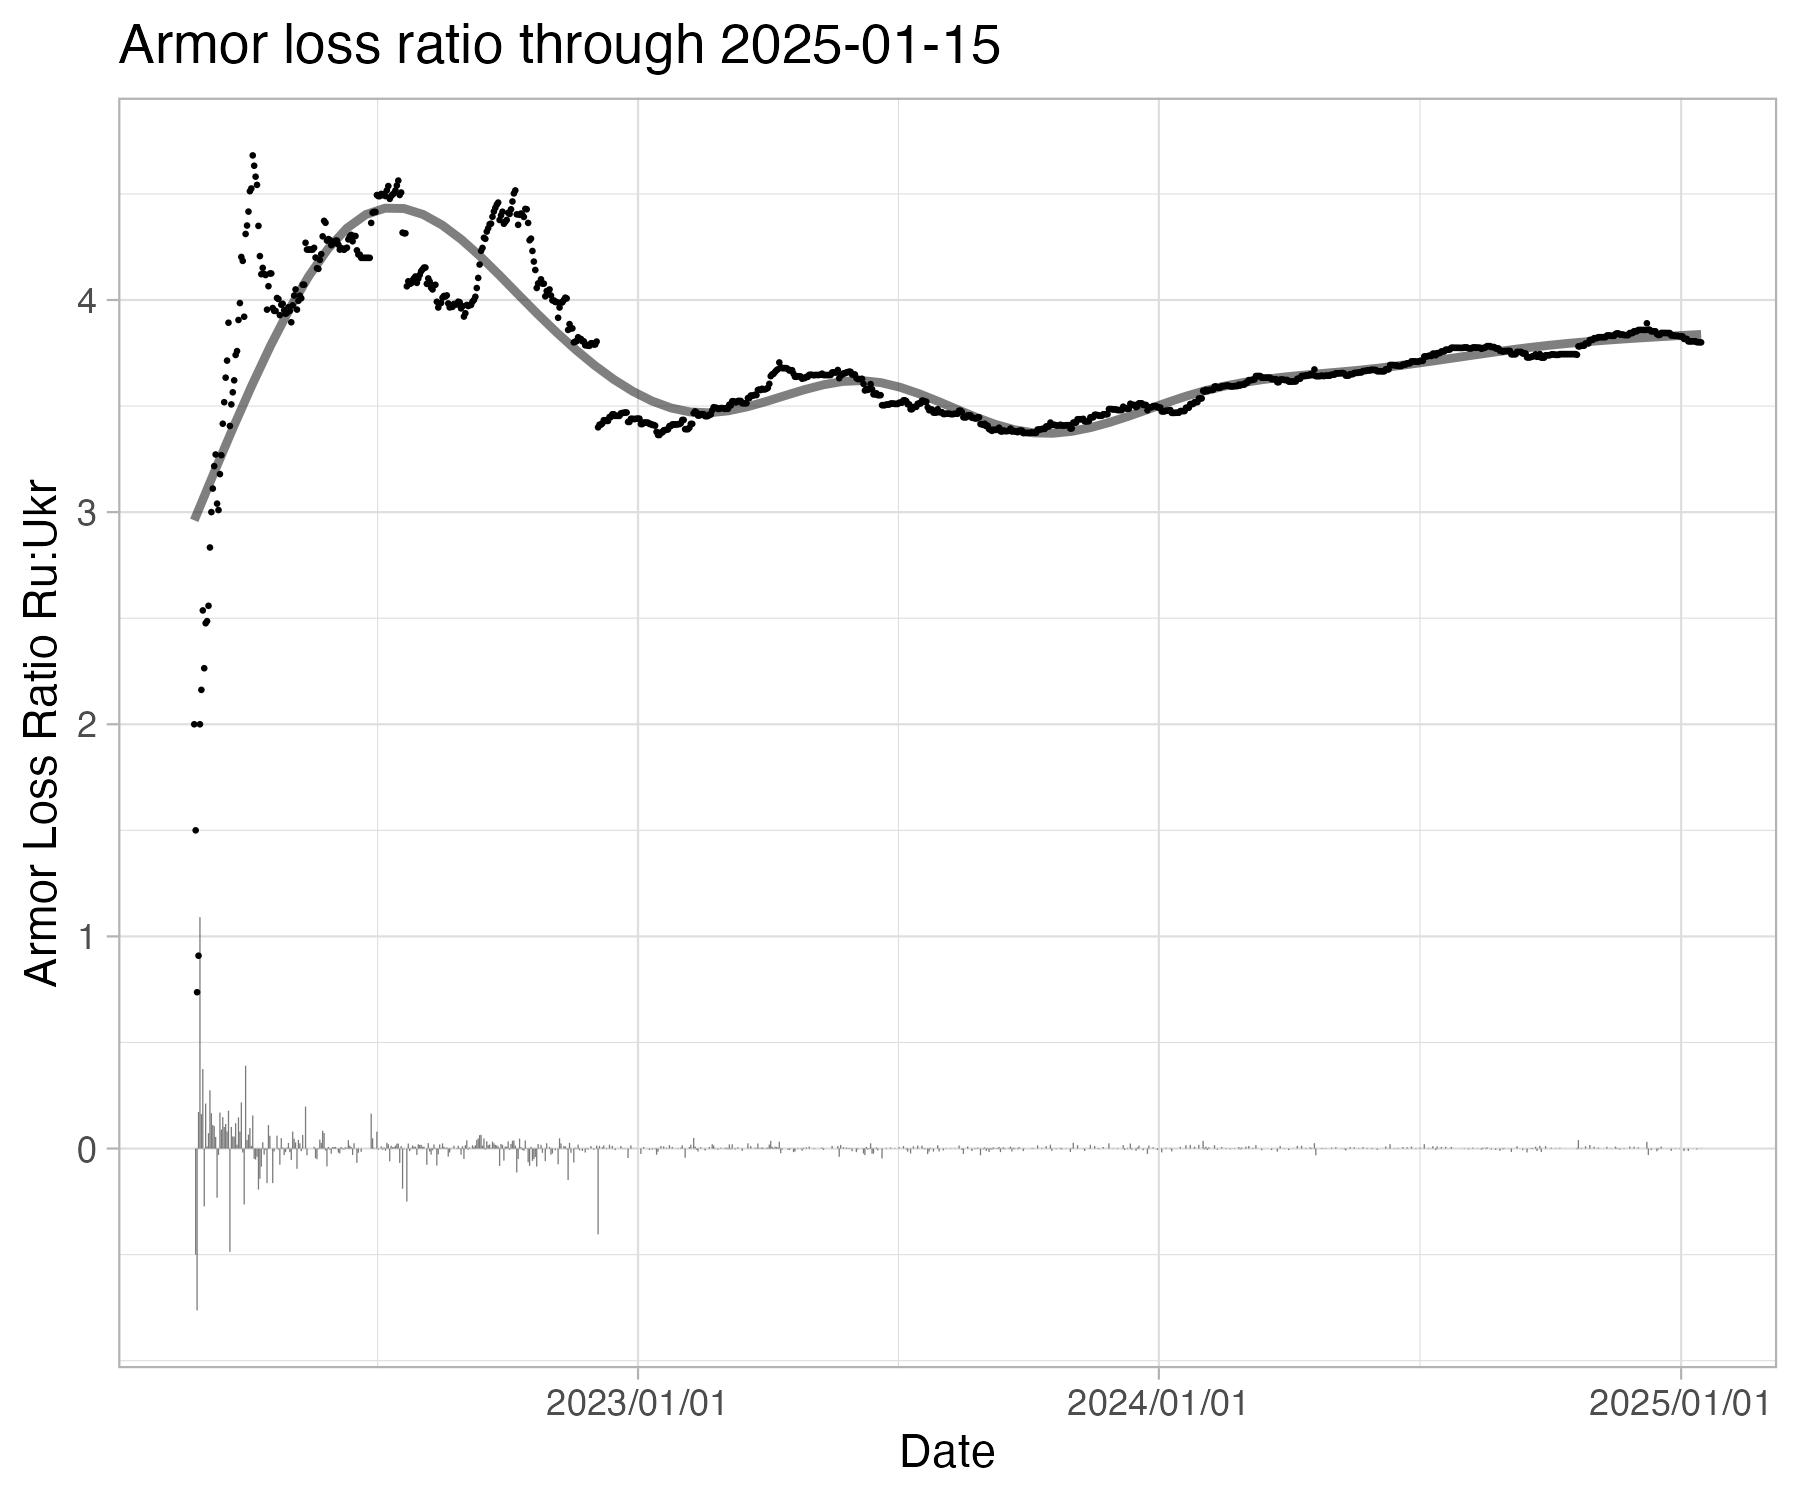 Armor loss ratio through 2025-01-15
Armor Loss Ratio Ru:Ukr
4
3
2
1
0
2023/01/01
2024/01/01
2025/01/01
Date